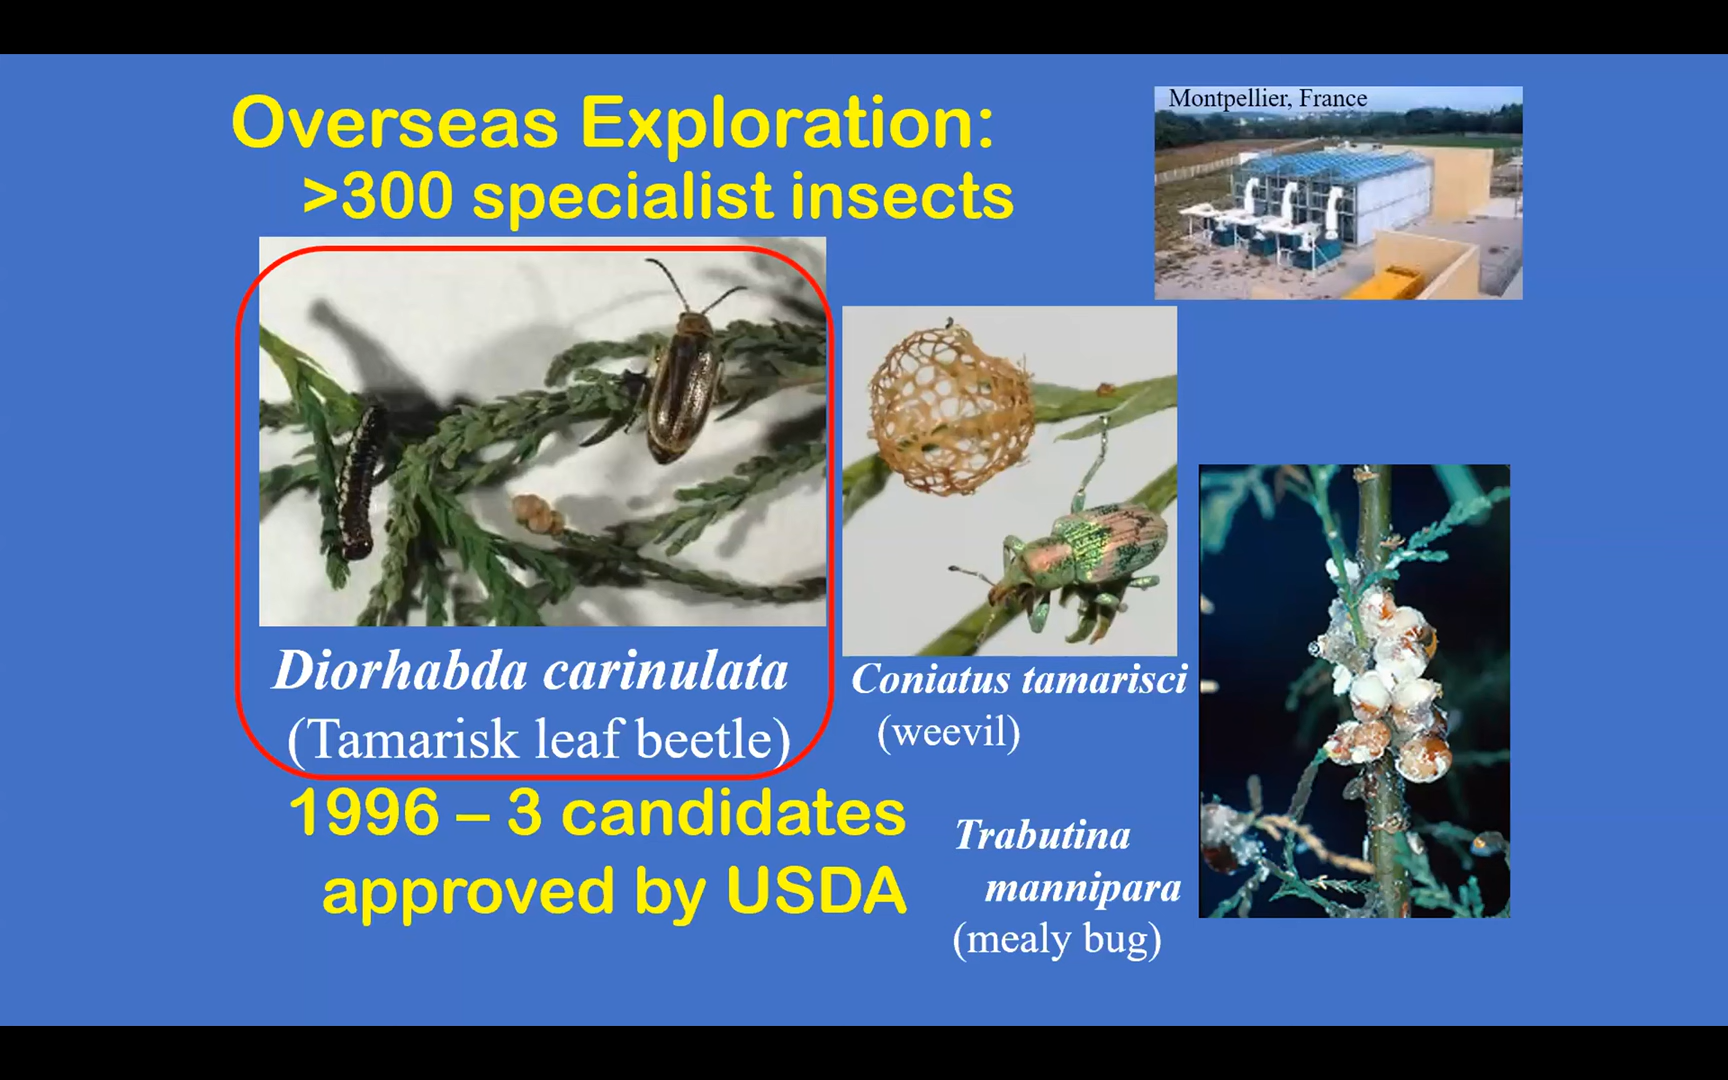 Overseas Exploration:
>300 specialist insects
Montpellier, France
Diorhabda carinulata
(Tamarisk leaf beetle)
Coniatus tamarisci
(weevil)
1996 – 3 candidates
approved by USDA
Trabutina
mannipara
(mealy bug)